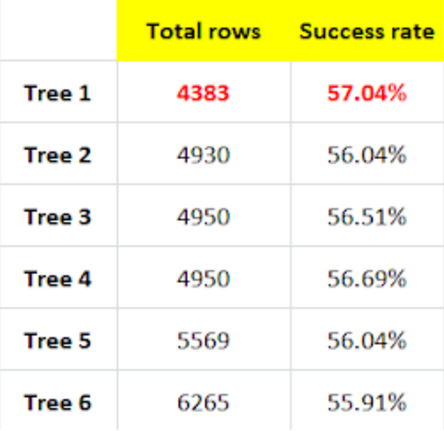 Total rows Success rate
Tree 1 4383 57.04%
Tree 2 4930 56.04%
Tree 3 4950 56.51%
Tree 4 4950 56.69%
Tree 5 5569 56.04%
Tree 6 6265 55.91%